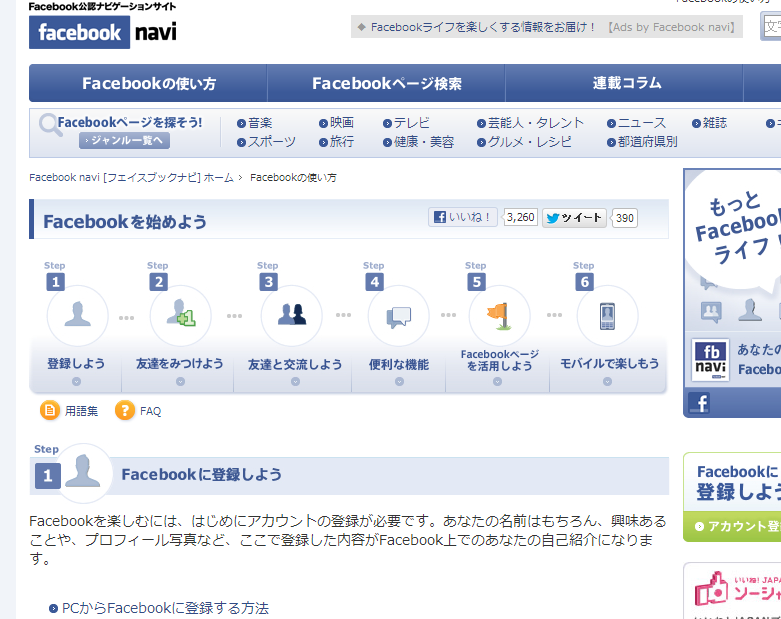 Facebook公認ナビゲーションサイト
facebook navi
◆ Facebookライフを楽しくする情報をお届け! 【Ads by Facebook navi】
Facebookの使い方 Facebookページ検索 連載コラム
Facebookページを探そう!
ジャンル一覧へ
音楽 映画 テレビ 芸能人・タレント ニュース 雑誌
スポーツ 旅行 健康・美容 グルメ・レシピ 都道府県別
Facebook navi [フェイスブックナビ] ホーム > Facebookの使い方
Facebookを始めよう
いいね! 3,260 ツイート 390
Step Step Step Step Step Step
1 2 3 4 5 6
登録しよう 友達をみつけよう 友達と交流しよう 便利な機能 Facebookページを活用しよう モバイルで楽しもう
用語集 FAQ
Step
1 Facebookに登録しよう
Facebookを楽しむには、はじめにアカウントの登録が必要です。あなたの名前はもちろん、興味ある
ことや、プロフィール写真など、ここで登録した内容がFacebook上でのあなたの自己紹介になりま
す。
PCからFacebookに登録する方法
もっと
Facebook
ライフ
fb
navi
あなた
Facebo
Facebookに
登録しよ
アカウント登
いいね! JAPA
ソーシャ